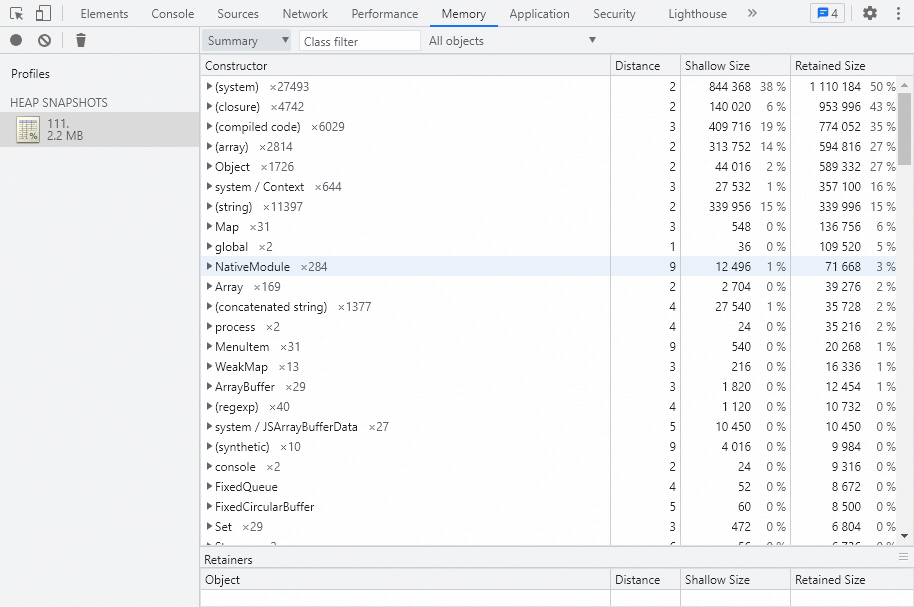 Elements Console Sources Network Performance Memory Application Security Lighthouse » 4
Summary ▼ Class filter All objects ▼
Profiles
HEAP SNAPSHOTS
111.
2.2 MB
Constructor Distance Shallow Size Retained Size
(system) ×27493 2 844 368 38 % 1 110 184 50 %
(closure) ×4742 2 140 020 6 % 953 996 43 %
(compiled code) ×6029 3 409 716 19 % 774 052 35 %
(array) ×2814 2 313 752 14 % 594 816 27 %
Object ×1726 2 44 016 2 % 589 332 27 %
system / Context ×644 3 27 532 1 % 357 100 16 %
(string) ×11397 2 339 956 15 % 339 996 15 %
Map ×31 3 548 0 % 136 756 6 %
global ×2 1 36 0 % 109 520 5 %
NativeModule ×284 9 12 496 1 % 71 668 3 %
Array ×169 2 2 704 0 % 39 276 2 %
(concatenated string) ×1377 4 27 540 1 % 35 728 2 %
process ×2 4 24 0 % 35 216 2 %
MenuItem ×31 9 540 0 % 20 268 1 %
WeakMap ×13 3 216 0 % 16 336 1 %
ArrayBuffer ×29 3 1 820 0 % 12 454 1 %
(regexp) ×40 4 1 120 0 % 10 732 0 %
system / JSArrayBufferData ×27 5 10 450 0 % 10 450 0 %
(synthetic) ×10 9 4 016 0 % 9 984 0 %
console ×2 2 24 0 % 9 316 0 %
FixedQueue 4 52 0 % 8 672 0 %
FixedCircularBuffer 5 60 0 % 8 500 0 %
Set ×29 3 472 0 % 6 804 0 %
Retainers
Object Distance Shallow Size Retained Size